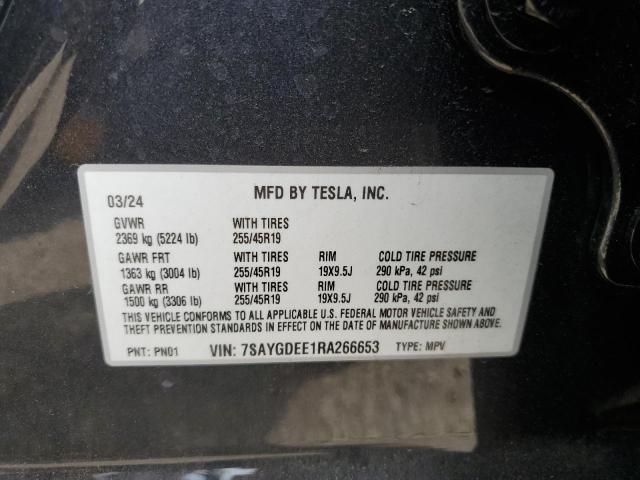 MFD BY TESLA, INC.
03/24
GVWR WITH TIRES
2369 kg (5224 lb) 255/45R19
GAWR FRT WITH TIRES RIM COLD TIRE PRESSURE
1363 kg (3004 lb) 255/45R19 19X9.5J 290 kPa, 42 psi
GAWR RR WITH TIRES RIM COLD TIRE PRESSURE
1500 kg (3306 lb) 255/45R19 19X9.5J 290 kPa, 42 psi
THIS VEHICLE CONFORMS TO ALL APPLICABLE U.S. FEDERAL MOTOR VEHICLE SAFETY AND
THEFT PREVENTION STANDARDS IN EFFECT ON THE DATE OF MANUFACTURE SHOWN ABOVE.
PNT: PN01 VIN: 7SAYGDEE1RA266653 TYPE: MPV